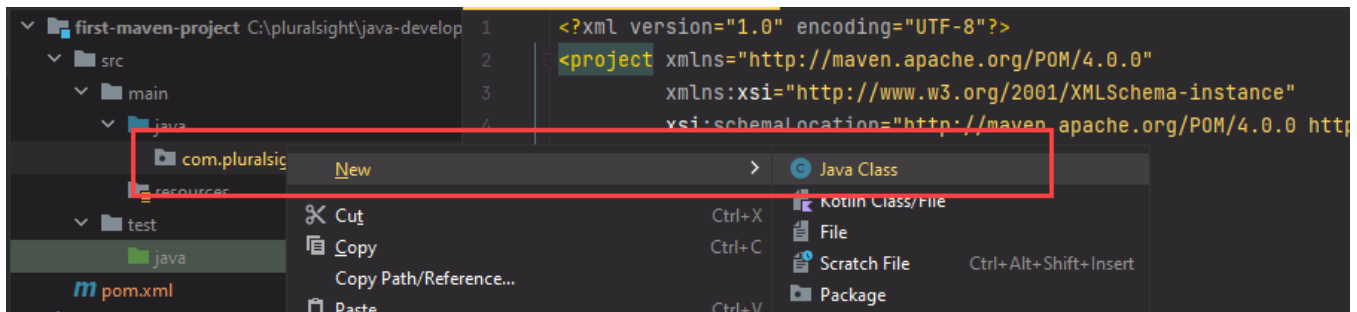 first-maven-project C:\pluralsight\java-develop
src
main
java
com.pluralsig
resources
test
java
pom.xml
1 <?xml version="1.0" encoding="UTF-8"?>
2 <project xmlns="http://maven.apache.org/POM/4.0.0"
3 xmlns:xsi="http://www.w3.org/2001/XMLSchema-instance"
4 xsi:schemaLocation="http://maven.apache.org/POM/4.0.0 http
New
Cut Ctrl+X
Copy Ctrl+C
Copy Path/Reference...
Paste Ctrl+V
Java Class
Kotlin Class/File
File
Scratch File Ctrl+Alt+Shift+Insert
Package